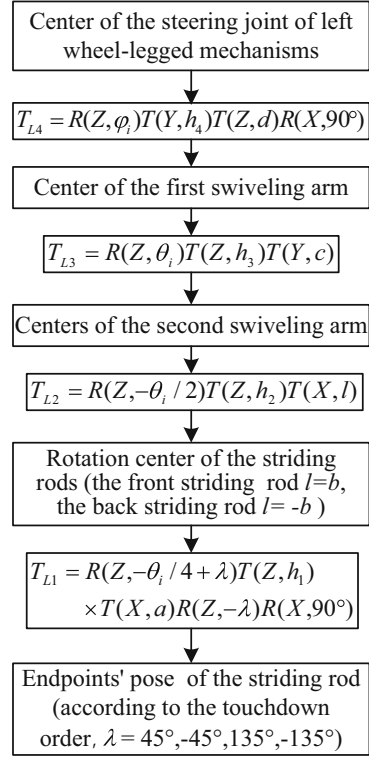 Center of the steering joint of left
wheel-legged mechanisms
T_{L4} = R(Z,φ_i)T(Y,h_4)T(Z,d)R(X,90°)
Center of the first swiveling arm
T_{L3} = R(Z,θ_i)T(Z,h_3)T(Y,c)
Centers of the second swiveling arm
T_{L2} = R(Z,-θ_i / 2)T(Z,h_2)T(X,l)
Rotation center of the striding
rods (the front striding rod l=b,
the back striding rod l= -b )
T_{L1} = R(Z,-θ_i / 4 + λ)T(Z,h_1)
×T(X,a)R(Z,-λ)R(X,90°)
Endpoints' pose of the striding rod
(according to the touchdown
order, λ = 45°,-45°,135°,-135°)